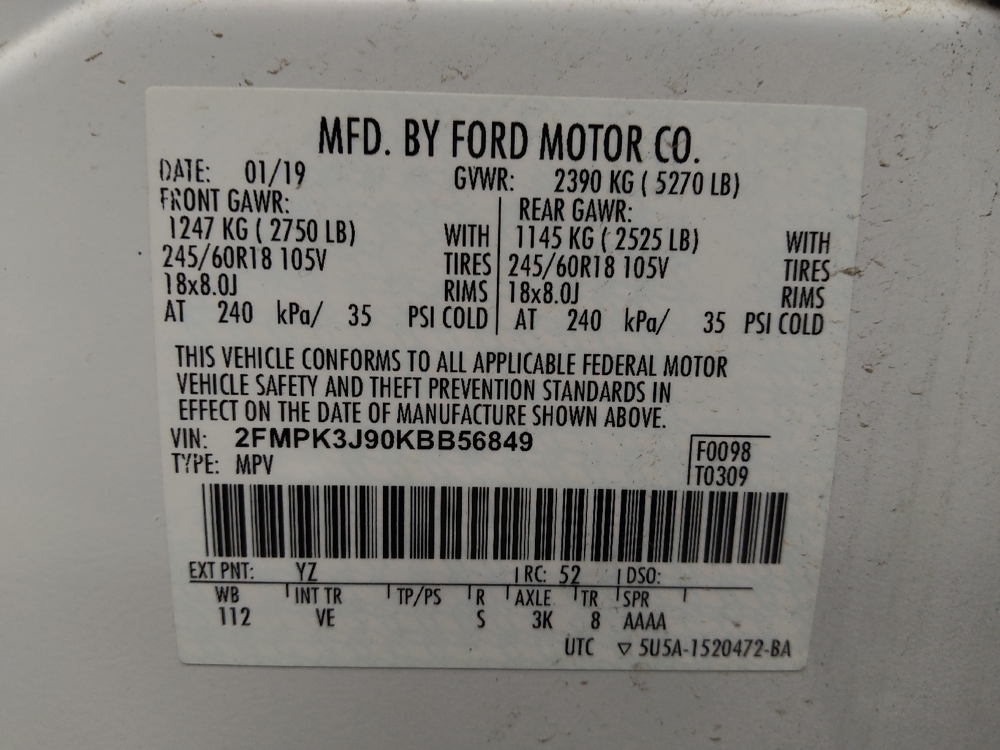 MFD. BY FORD MOTOR CO.
DATE: 01/19 GVWR: 2390 KG ( 5270 LB)
FRONT GAWR: REAR GAWR:
1247 KG ( 2750 LB) WITH 1145 KG ( 2525 LB) WITH
245/60R18 105V TIRES 245/60R18 105V TIRES
18x8.0J RIMS 18x8.0J RIMS
AT 240 kPa/ 35 PSI COLD AT 240 kPa/ 35 PSI COLD
THIS VEHICLE CONFORMS TO ALL APPLICABLE FEDERAL MOTOR
VEHICLE SAFETY AND THEFT PREVENTION STANDARDS IN
EFFECT ON THE DATE OF MANUFACTURE SHOWN ABOVE.
VIN: 2FMPK3J90KBB56849
TYPE: MPV
F0098
T0309
EXT PNT: YZ RC: 52 DSO:
WB INT TR TP/PS R AXLE TR SPR
112 VE S 3K 8 AAAA
UTC ▽ 5U5A-1520472-BA